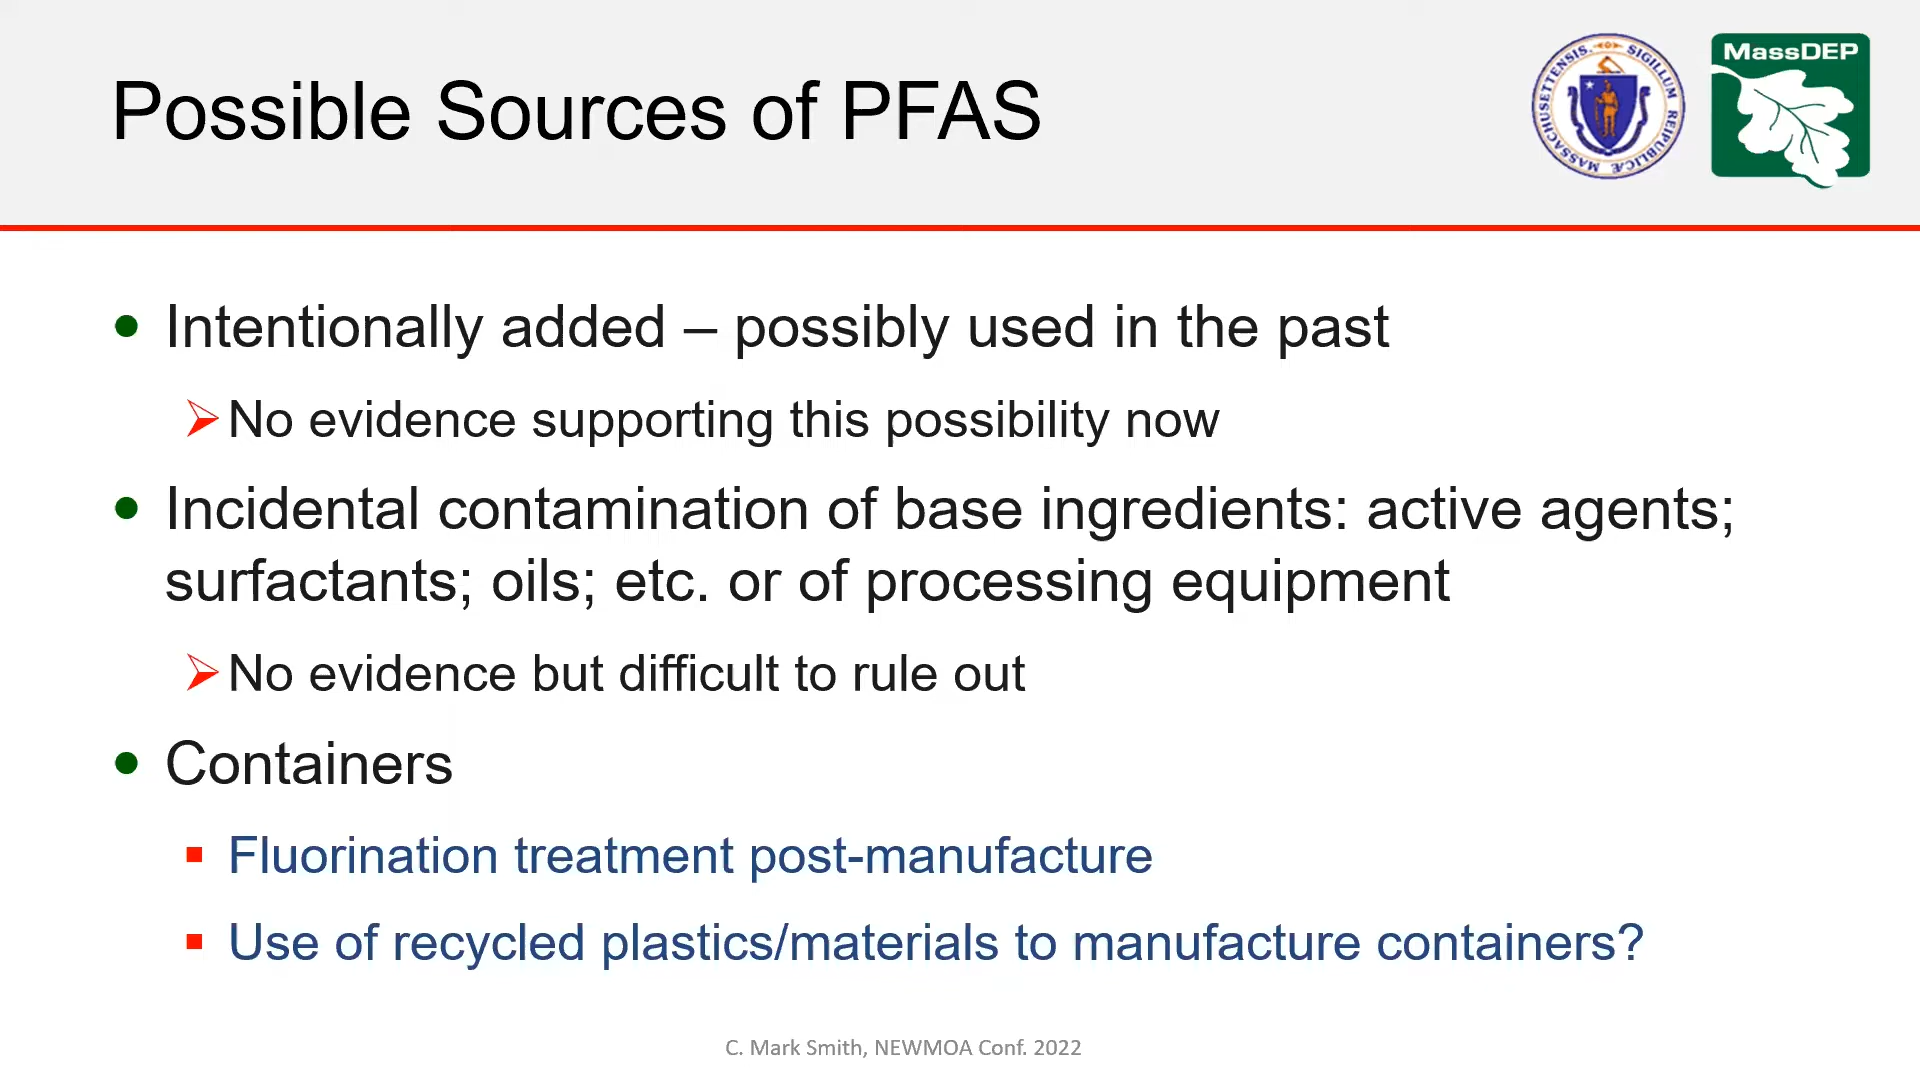 Possible Sources of PFAS
MASSACHUSETTENSIS. SIGILLUM REIPUBLICÆ
MassDEP
• Intentionally added – possibly used in the past
➢ No evidence supporting this possibility now
• Incidental contamination of base ingredients: active agents;
surfactants; oils; etc. or of processing equipment
➢ No evidence but difficult to rule out
• Containers
▪ Fluorination treatment post-manufacture
▪ Use of recycled plastics/materials to manufacture containers?
C. Mark Smith, NEWMOA Conf. 2022